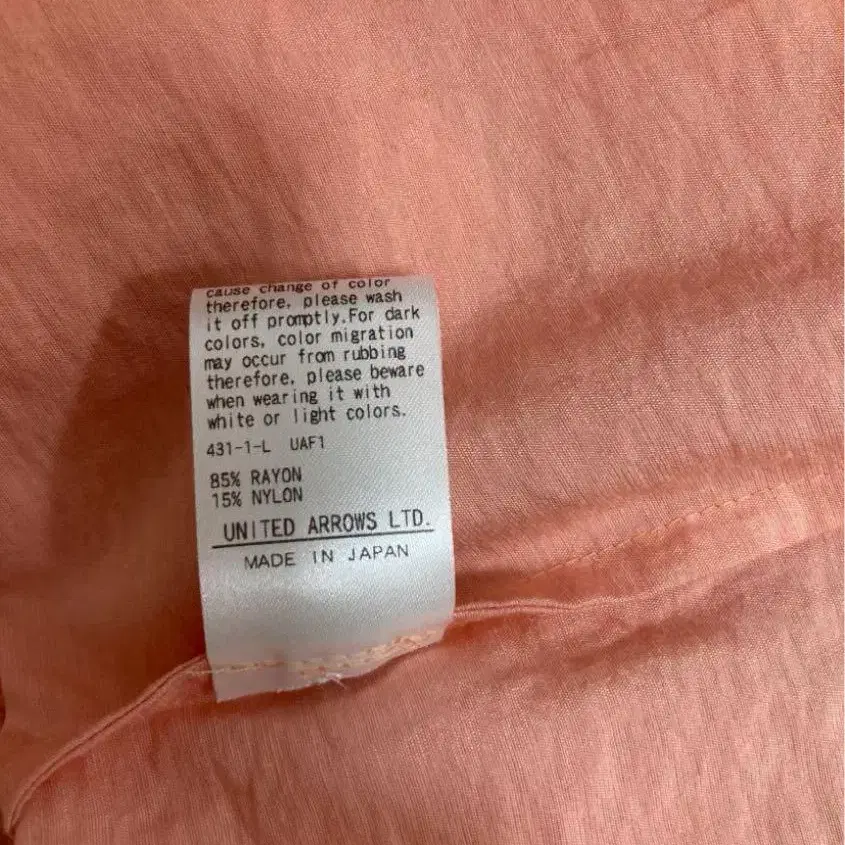 cause change of color
therefore, please wash
it off promptly.For dark
colors, color migration
may occur from rubbing
therefore, please beware
when wearing it with
white or light colors.
431-1-L UAF1
85% RAYON
15% NYLON
UNITED ARROWS LTD.
MADE IN JAPAN